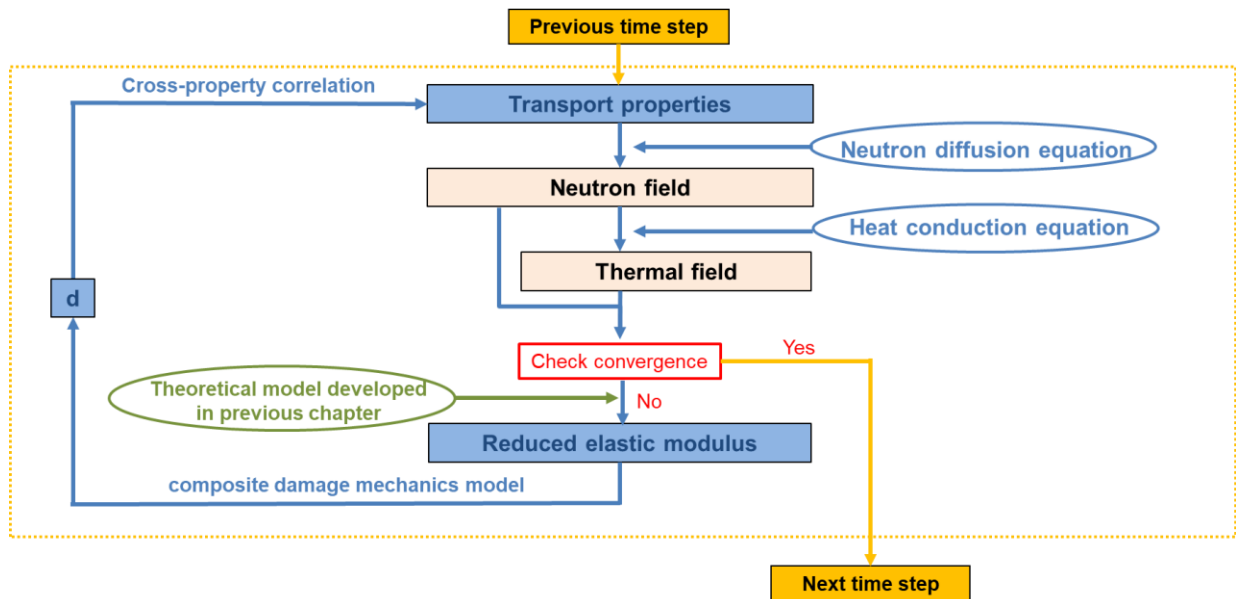 Previous time step
Cross-property correlation
Transport properties
Neutron diffusion equation
Neutron field
Heat conduction equation
Thermal field
d
Check convergence
Yes
Theoretical model developed
in previous chapter
No
Reduced elastic modulus
composite damage mechanics model
Next time step